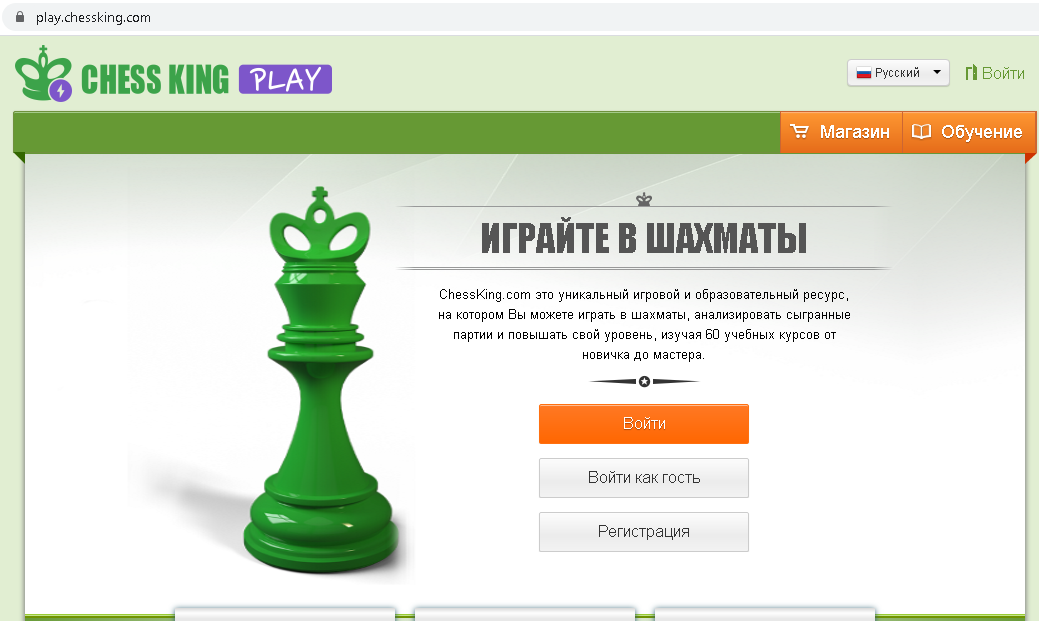 play.chessking.com
CHESS KING PLAY
Русский
Войти
Магазин
Обучение
ИГРАЙТЕ В ШАХМАТЫ
ChessKing.com это уникальный игровой и образовательный ресурс,
на котором Вы можете играть в шахматы, анализировать сыгранные
партии и повышать свой уровень, изучая 60 учебных курсов от
новичка до мастера.
Войти
Войти как гость
Регистрация